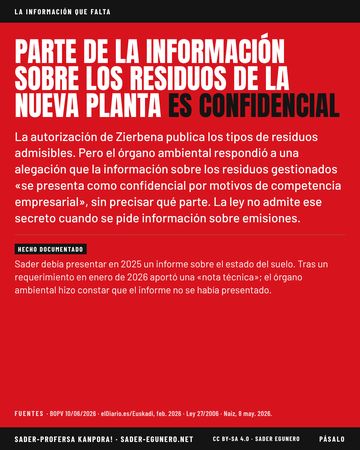 LA INFORMACIÓN QUE FALTA
PARTE DE LA INFORMACIÓN
SOBRE LOS RESIDUOS DE LA
NUEVA PLANTA ES CONFIDENCIAL
La autorización de Zierbena publica los tipos de residuos
admisibles. Pero el órgano ambiental respondió a una
alegación que la información sobre los residuos gestionados
«se presenta como confidencial por motivos de competencia
empresarial», sin precisar qué parte. La ley no admite ese
secreto cuando se pide información sobre emisiones.
HECHO DOCUMENTADO
Sader debía presentar en 2025 un informe sobre el estado del suelo. Tras un
requerimiento en enero de 2026 aportó una «nota técnica»; el órgano
ambiental hizo constar que el informe no se había presentado.
FUENTES · BOPV 10/06/2026 · elDiario.es/Euskadi, feb. 2026 · Ley 27/2006 · Naiz, 8 may. 2026.
SADER-PROFERSA KANPORA! · SADER-EGUNERO.NET CC BY-SA 4.0 · SADER EGUNERO PÁSALO